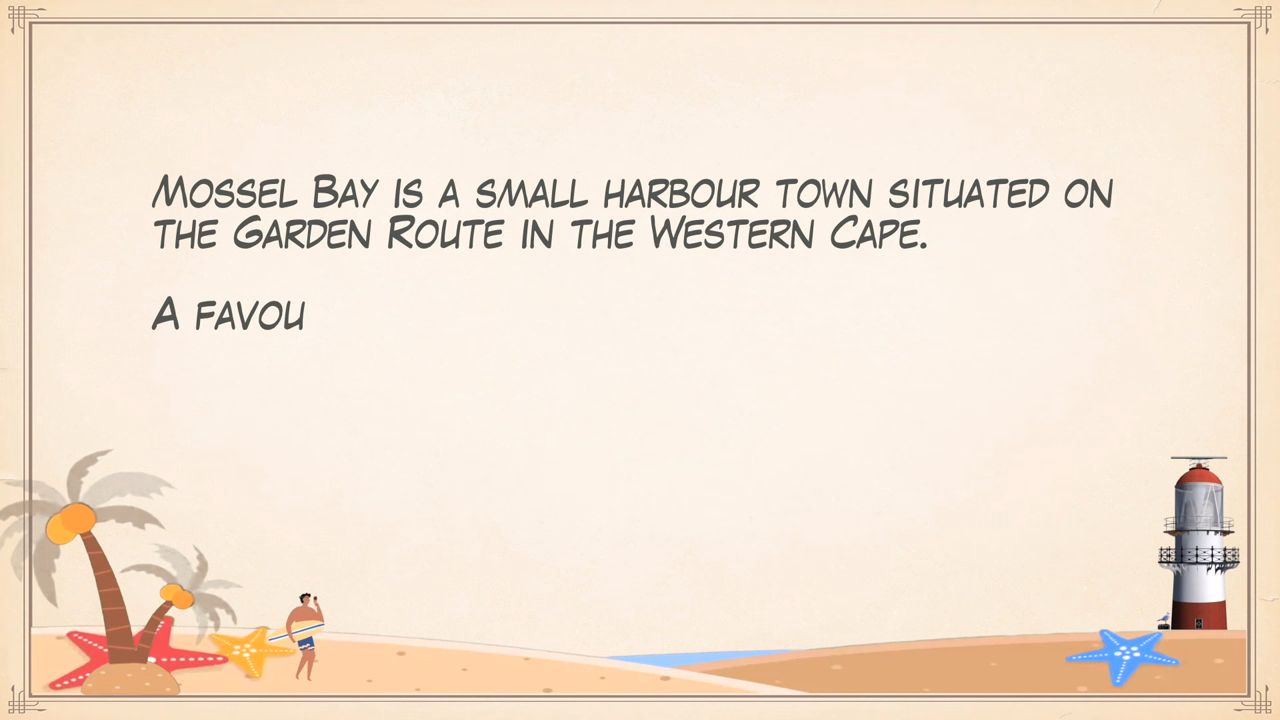 Mossel Bay is a small harbour town situated on
the Garden Route in the Western Cape.
A favou